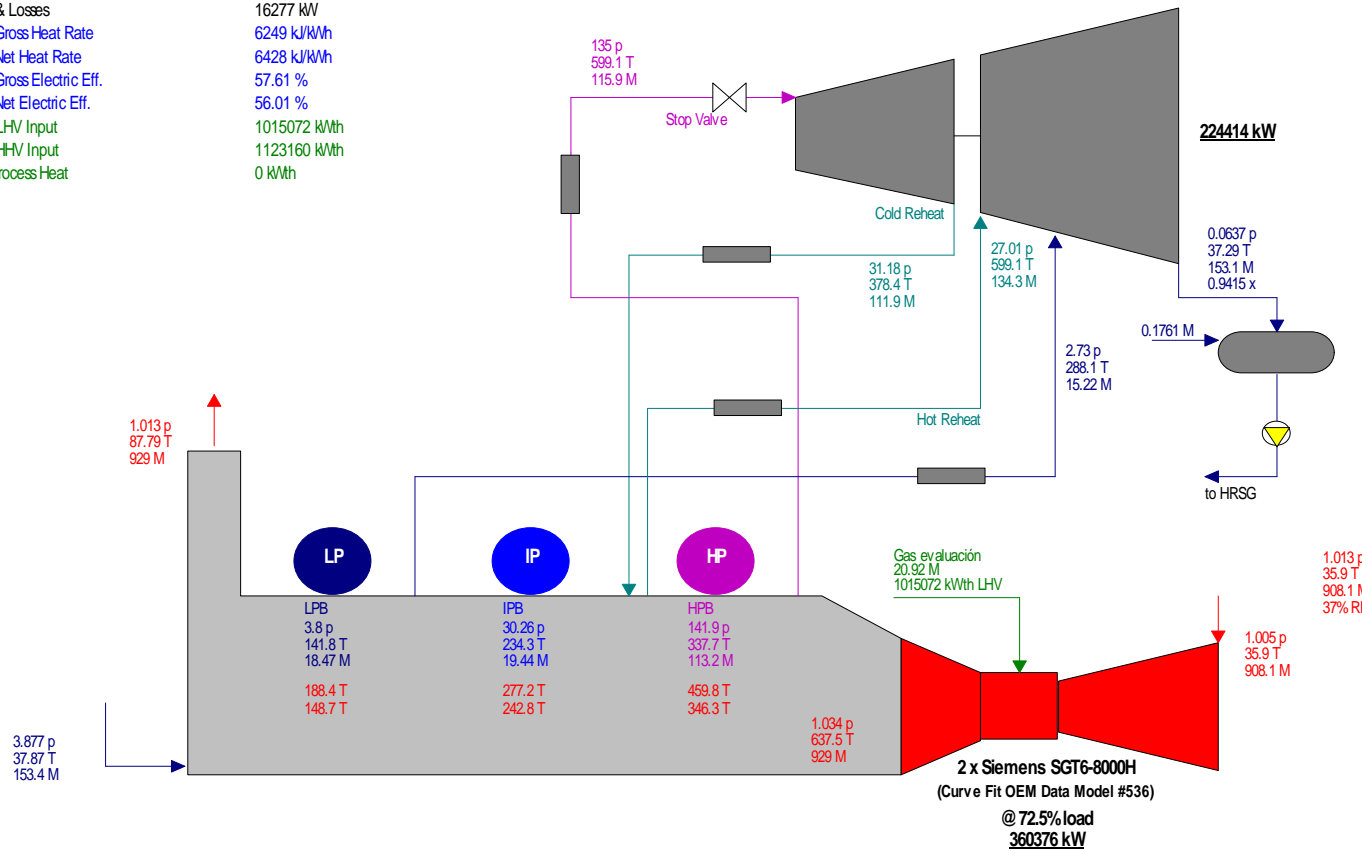 & Losses 16277 kW
Gross Heat Rate 6249 kJ/kWh
Net Heat Rate 6428 kJ/kWh
Gross Electric Eff. 57.61 %
Net Electric Eff. 56.01 %
LHV Input 1015072 kWth
HHV Input 1123160 kWth
rocess Heat 0 kWth
135 p
599.1 T
115.9 M
Stop Valve
224414 kW
Cold Reheat
31.18 p
378.4 T
111.9 M
27.01 p
599.1 T
134.3 M
0.0637 p
37.29 T
153.1 M
0.9415 x
0.1761 M
2.73 p
288.1 T
15.22 M
Hot Reheat
to HRSG
1.013 p
87.79 T
929 M
LP
IP
HP
LPB
3.8 p
141.8 T
18.47 M
188.4 T
148.7 T
IPB
30.26 p
234.3 T
19.44 M
277.2 T
242.8 T
HPB
141.9 p
337.7 T
113.2 M
459.8 T
346.3 T
Gas evaluación
20.92 M
1015072 kWth LHV
1.013 p
35.9 T
908.1 M
37% R
1.005 p
35.9 T
908.1 M
1.034 p
637.5 T
929 M
3.877 p
37.87 T
153.4 M
2 x Siemens SGT6-8000H
(Curve Fit OEM Data Model #536)
@ 72.5% load
360376 kW